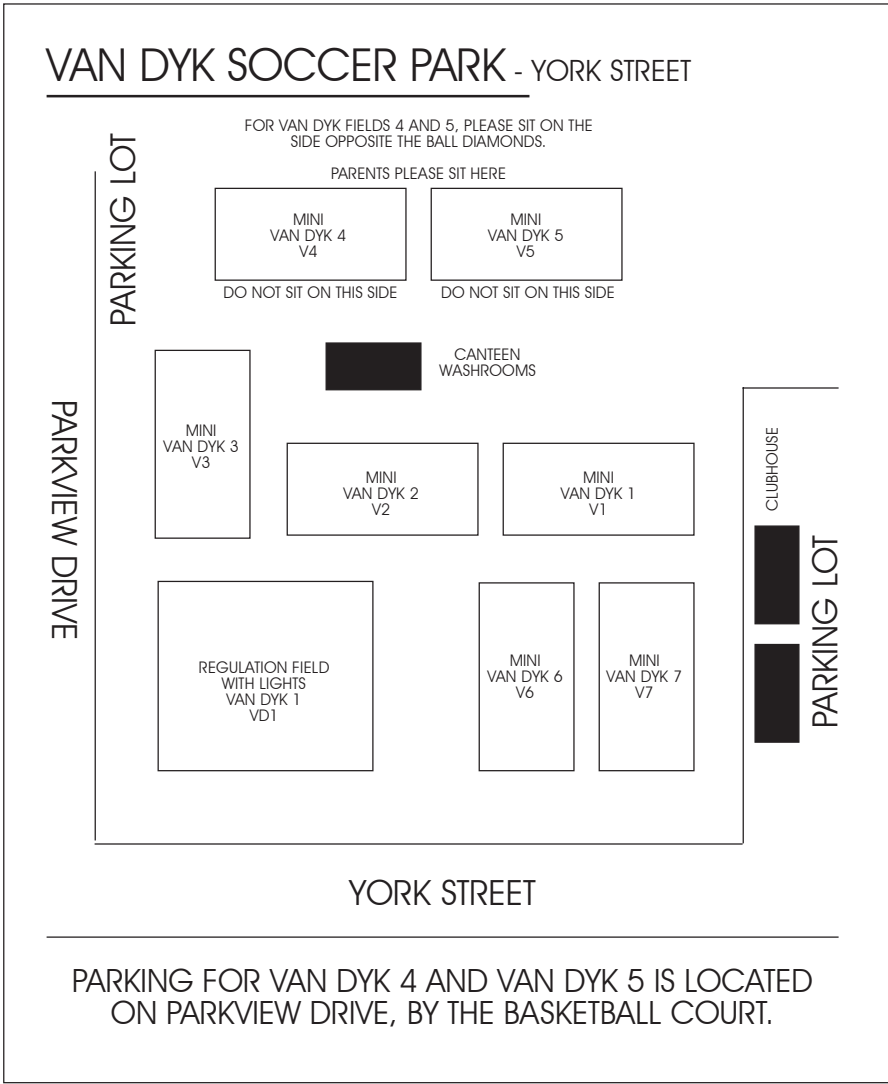 VAN DYK SOCCER PARK - YORK STREET
FOR VAN DYK FIELDS 4 AND 5, PLEASE SIT ON THE
SIDE OPPOSITE THE BALL DIAMONDS.
PARENTS PLEASE SIT HERE
PARKING LOT
MINI
VAN DYK 4
V4
MINI
VAN DYK 5
V5
DO NOT SIT ON THIS SIDE
DO NOT SIT ON THIS SIDE
CANTEEN
WASHROOMS
PARKVIEW DRIVE
MINI
VAN DYK 3
V3
MINI
VAN DYK 2
V2
MINI
VAN DYK 1
V1
CLUBHOUSE
PARKING LOT
REGULATION FIELD
WITH LIGHTS
VAN DYK 1
VD1
MINI
VAN DYK 6
V6
MINI
VAN DYK 7
V7
YORK STREET
PARKING FOR VAN DYK 4 AND VAN DYK 5 IS LOCATED
ON PARKVIEW DRIVE, BY THE BASKETBALL COURT.